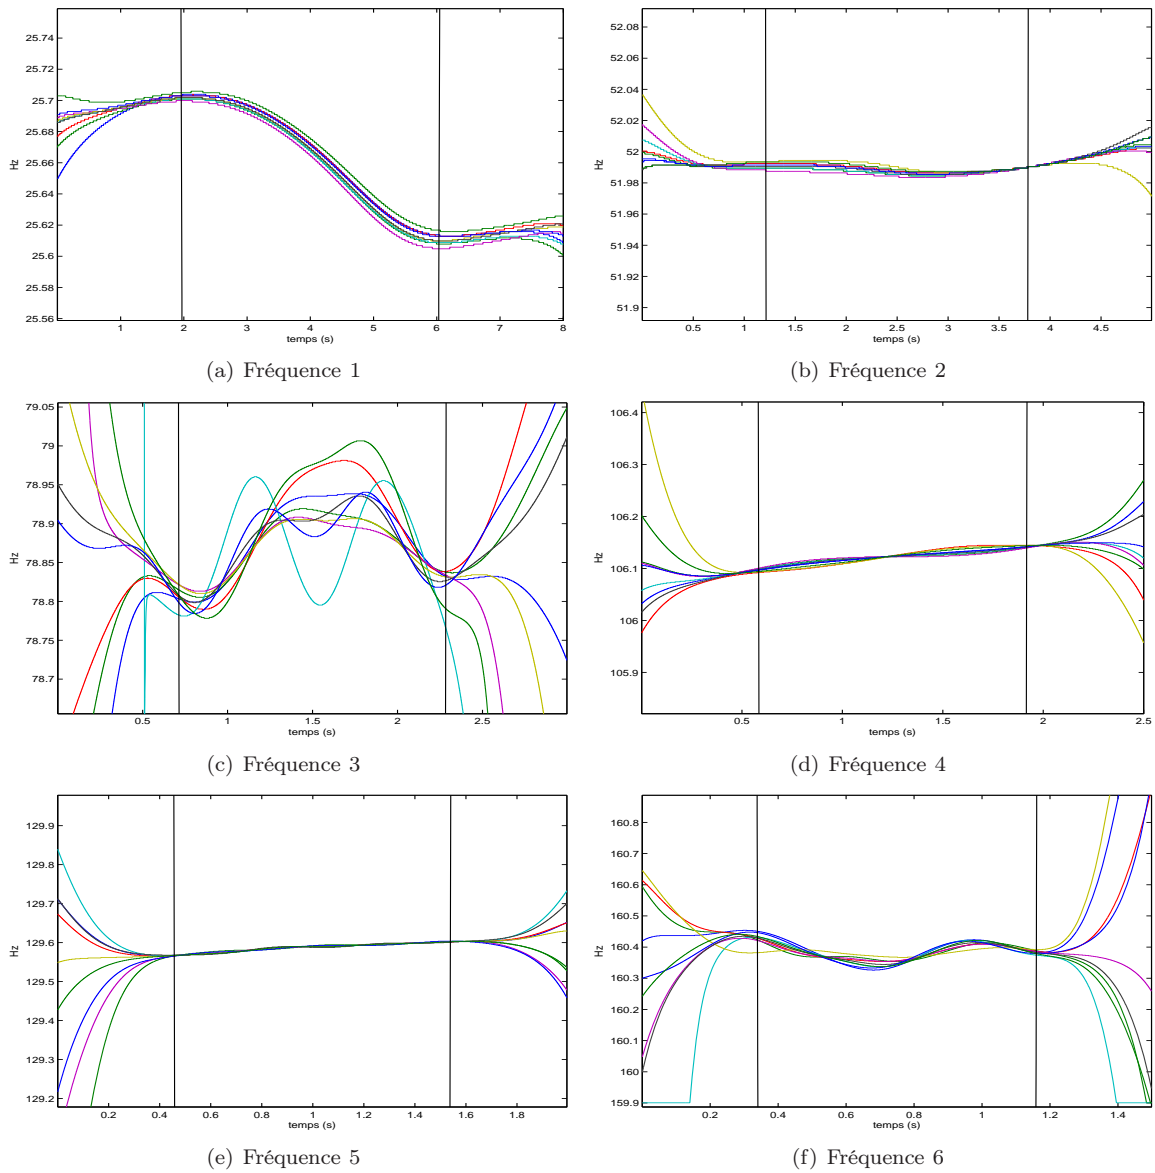 25.74
25.72
25.7
25.68
25.66
25.64
25.62
25.6
25.58
25.56
Hz
1 2 3 4 5 6 7 8
temps (s)
(a) Fréquence 1
52.08
52.06
52.04
52.02
52
51.98
51.96
51.94
51.92
51.9
Hz
0.5 1 1.5 2 2.5 3 3.5 4 4.5
temps (s)
(b) Fréquence 2
79.05
79
78.95
78.9
78.85
78.8
78.75
78.7
Hz
0.5 1 1.5 2 2.5
temps (s)
(c) Fréquence 3
106.4
106.3
106.2
106.1
106
105.9
Hz
0.5 1 1.5 2 2.5
temps (s)
(d) Fréquence 4
129.9
129.8
129.7
129.6
129.5
129.4
129.3
129.2
Hz
0.2 0.4 0.6 0.8 1 1.2 1.4 1.6 1.8
temps (s)
(e) Fréquence 5
160.8
160.7
160.6
160.5
160.4
160.3
160.2
160.1
160
159.9
Hz
0.2 0.4 0.6 0.8 1 1.2 1.4
temps (s)
(f) Fréquence 6